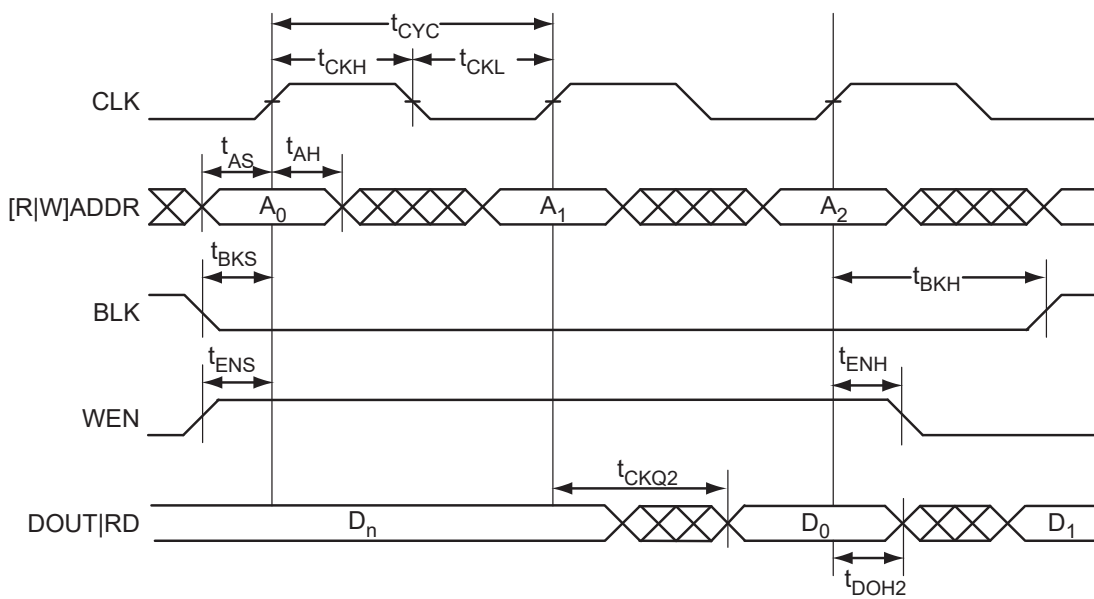 tCYC
tCKH tCKL
CLK
tAS tAH
[R|W]ADDR A0 A1 A2
tBKS tBKH
BLK
tENS tENH
WEN
tCKQ2
DOUT|RD Dn D0 D1
tDOH2